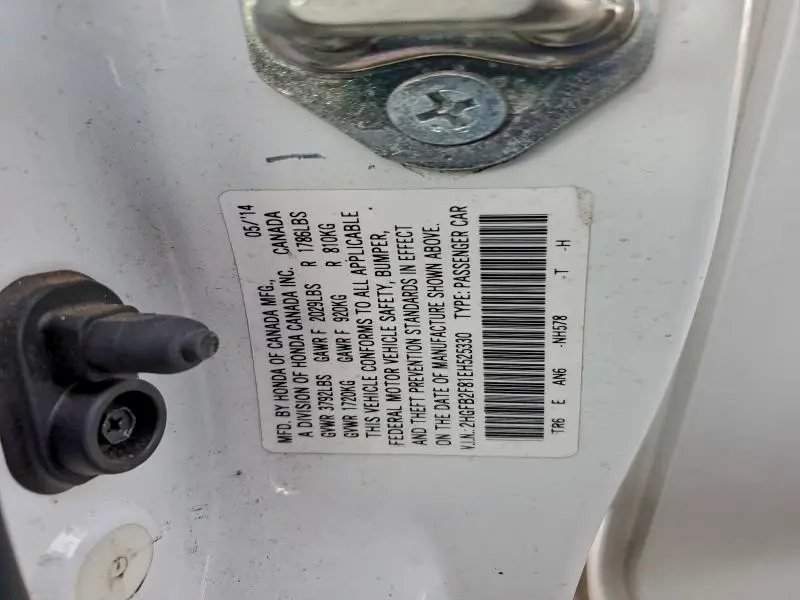 MFD. BY HONDA OF CANADA MFG., 05/'14
A DIVISION OF HONDA CANADA INC. CANADA
GVWR 3792LBS GAWR F 2029LBS R 1786LBS
GVWR 1720KG GAWR F 920KG R 810KG
THIS VEHICLE CONFORMS TO ALL APPLICABLE
FEDERAL MOTOR VEHICLE SAFETY, BUMPER,
AND THEFT PREVENTION STANDARDS IN EFFECT
ON THE DATE OF MANUFACTURE SHOWN ABOVE.
V.I.N.: 2HGFB2F81EH525330 TYPE: PASSENGER CAR
TR6 E AN6 -NH578 .T -H